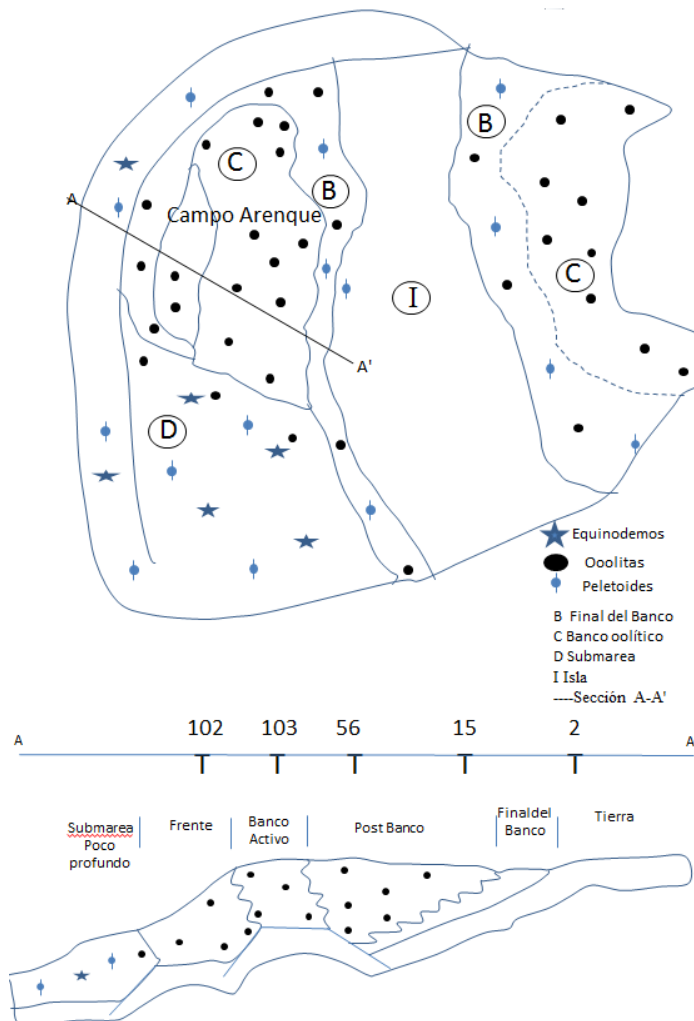 B
C
B
A
Campo Arenque
C
I
A'
D
Equinodemos
Ooolitas
Peletoides
B Final del Banco
C Banco oolítico
D Submarea
I Isla
----Sección A-A'
A 102 103 56 15 2 A
T T T T T
Submarea Poco profundo
Frente
Banco Activo
Post Banco
Finaldel Banco
Tierra